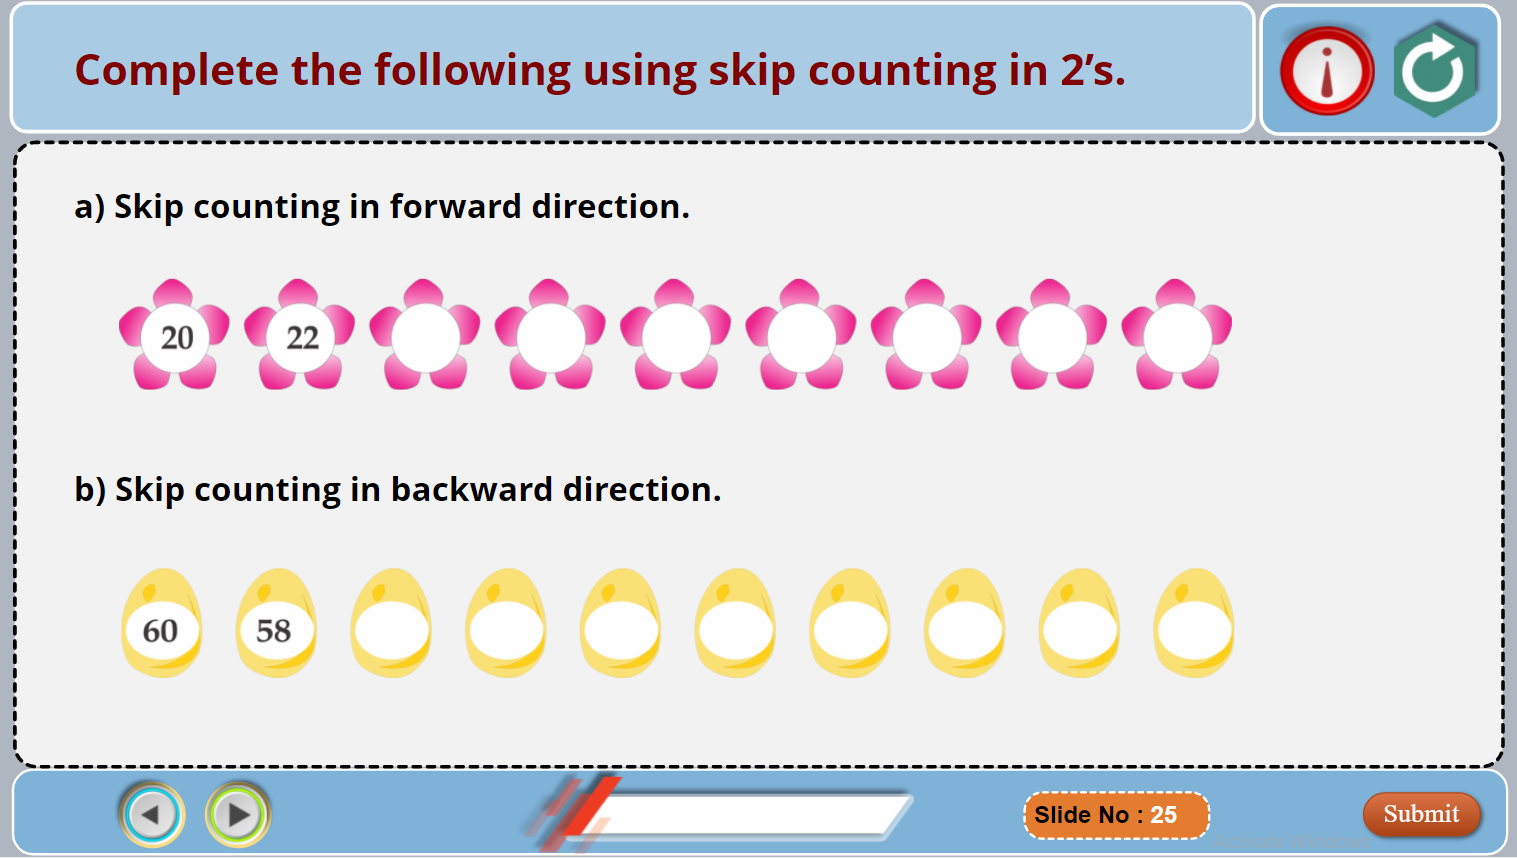 Complete the following using skip counting in 2’s.
a) Skip counting in forward direction.
20 22
b) Skip counting in backward direction.
60 58
Slide No : 25
Submit